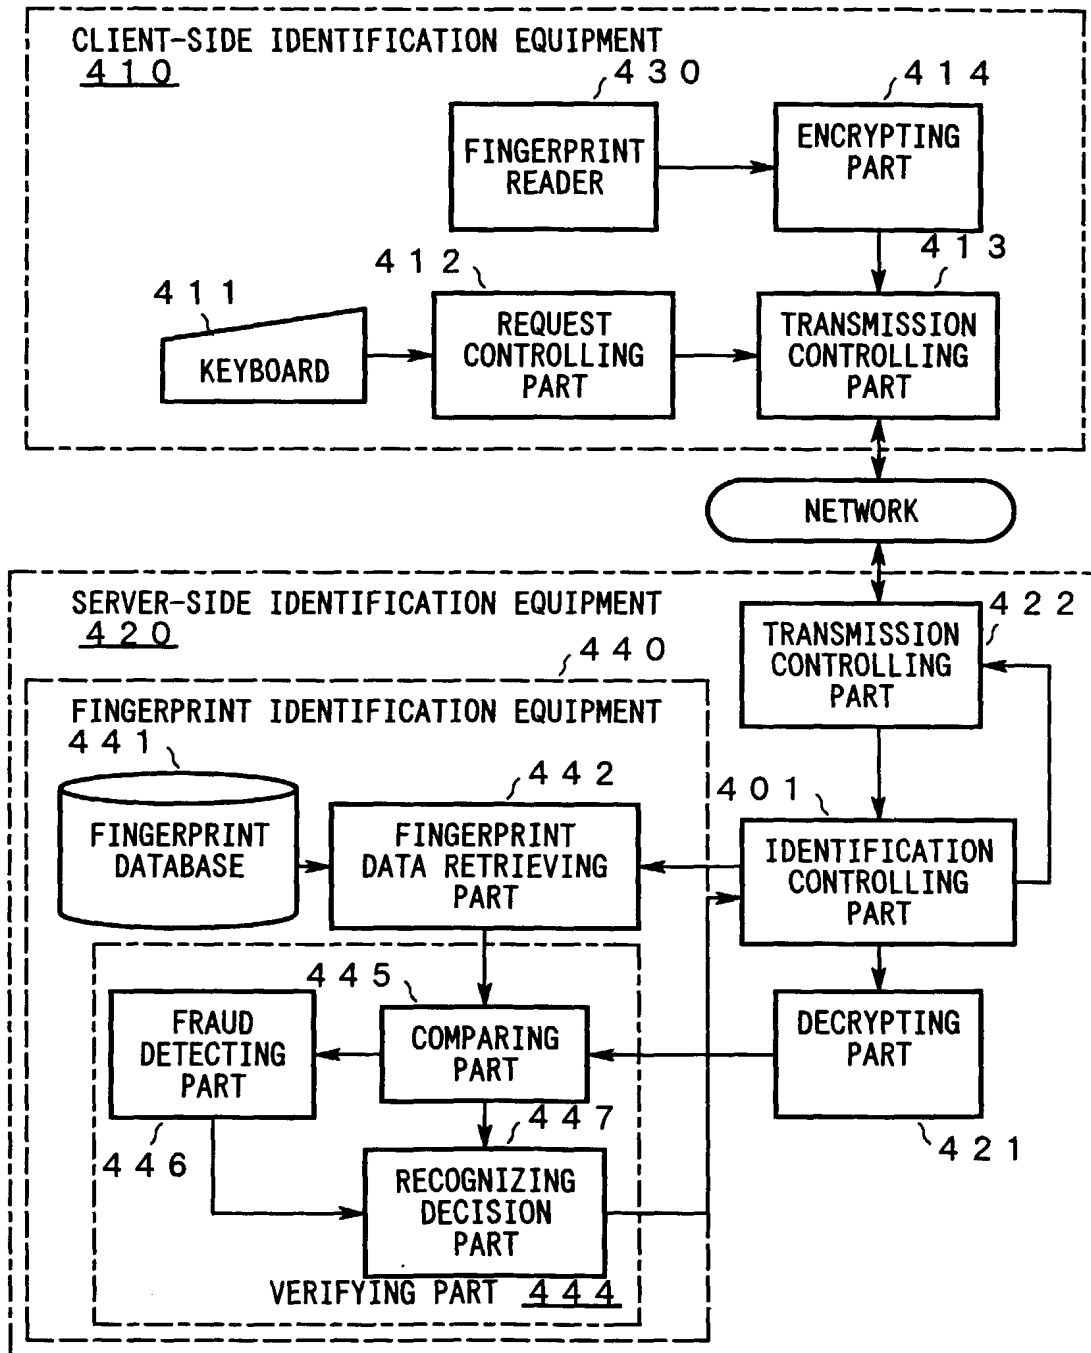 CLIENT-SIDE IDENTIFICATION EQUIPMENT
410
430
414
FINGERPRINT
READER
ENCRYPTING
PART
411
412
413
KEYBOARD
REQUEST
CONTROLLING
PART
TRANSMISSION
CONTROLLING
PART
NETWORK
SERVER-SIDE IDENTIFICATION EQUIPMENT
420
422
TRANSMISSION
CONTROLLING
PART
440
FINGERPRINT IDENTIFICATION EQUIPMENT
441
442
401
FINGERPRINT
DATABASE
FINGERPRINT
DATA RETRIEVING
PART
IDENTIFICATION
CONTROLLING
PART
445
FRAUD
DETECTING
PART
COMPARING
PART
DECRYPTING
PART
446
447
421
RECOGNIZING
DECISION
PART
VERIFYING PART 444